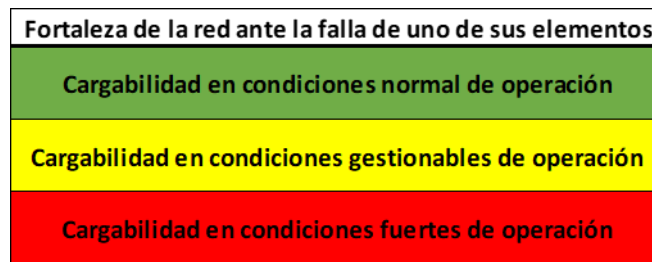 Fortaleza de la red ante la falla de uno de sus elementos
Cargabilidad en condiciones normal de operación
Cargabilidad en condiciones gestionables de operación
Cargabilidad en condiciones fuertes de operación